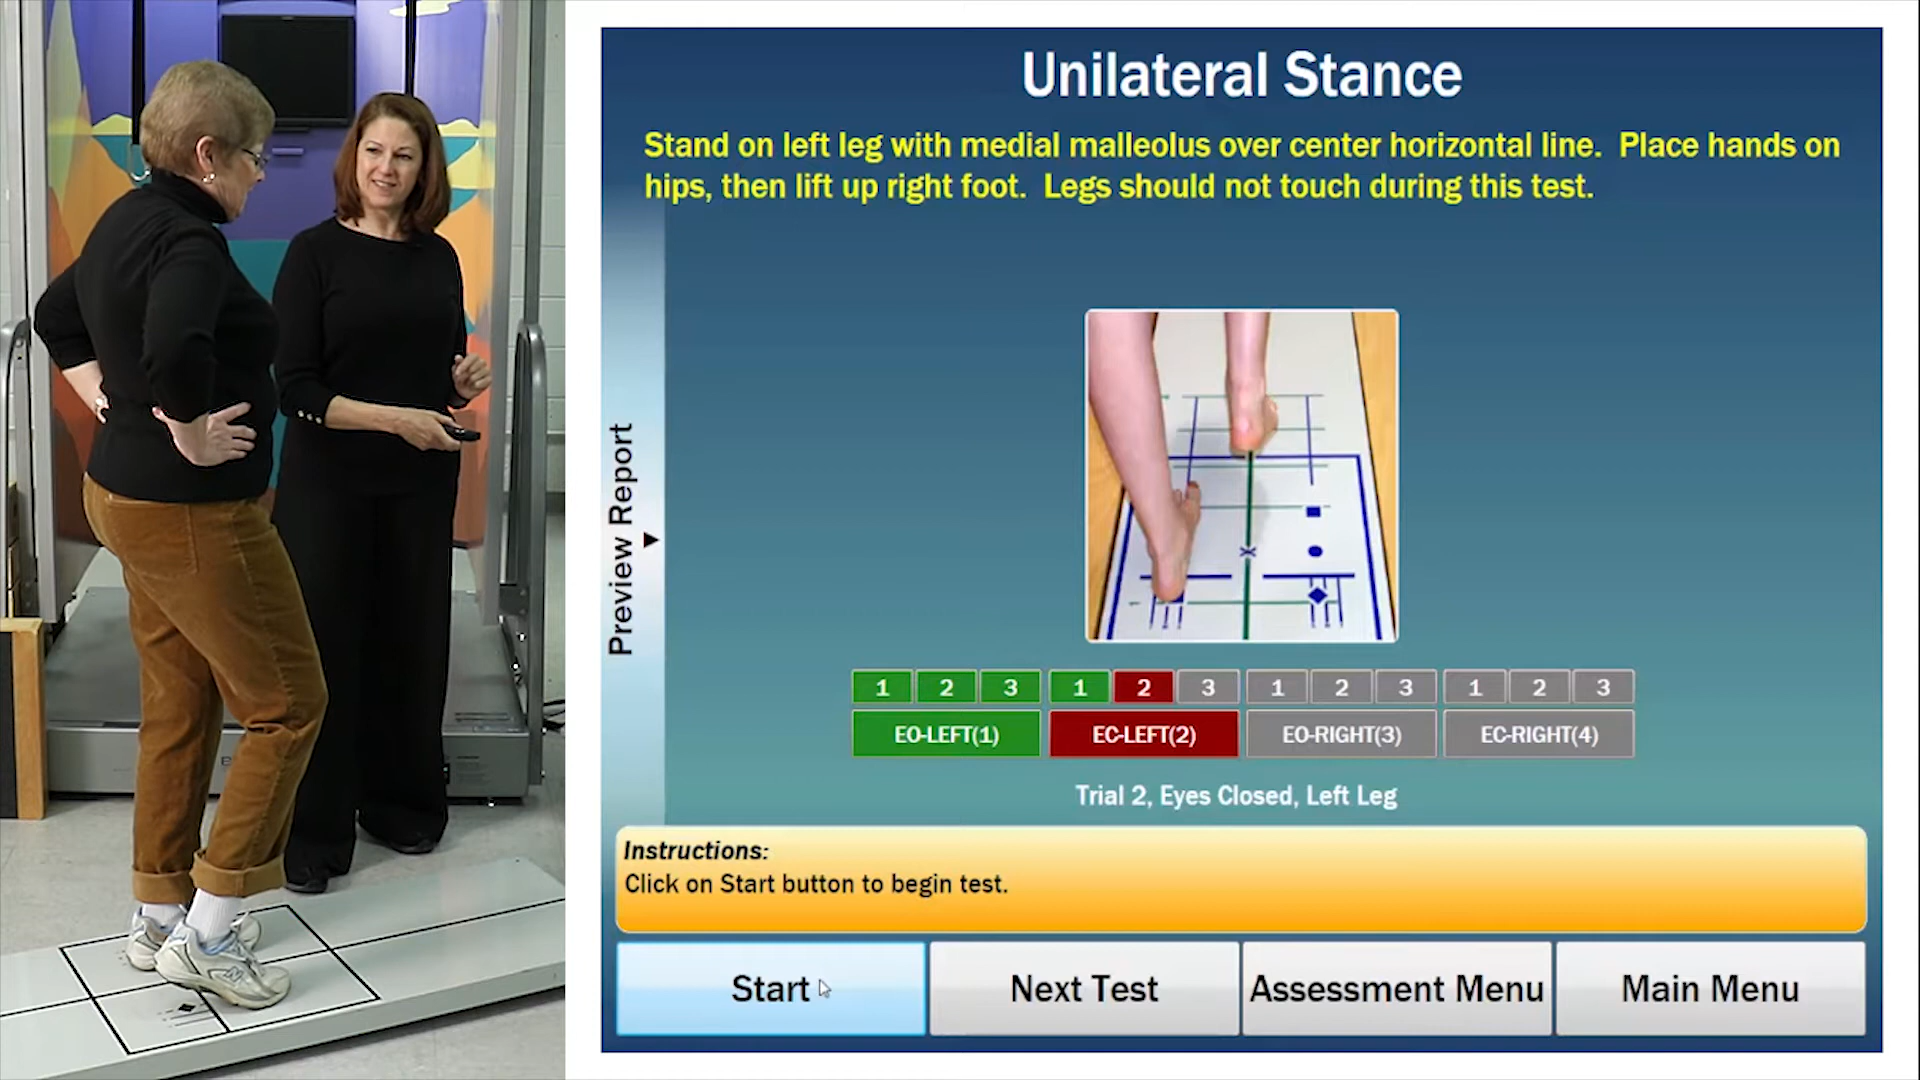 Unilateral Stance
Stand on left leg with medial malleolus over center horizontal line. Place hands on
hips, then lift up right foot. Legs should not touch during this test.
Preview Report
1 2 3 1 2 3 1 2 3 1 2 3
EO-LEFT(1) EC-LEFT(2) EO-RIGHT(3) EC-RIGHT(4)
Trial 2, Eyes Closed, Left Leg
Instructions:
Click on Start button to begin test.
Start Next Test Assessment Menu Main Menu